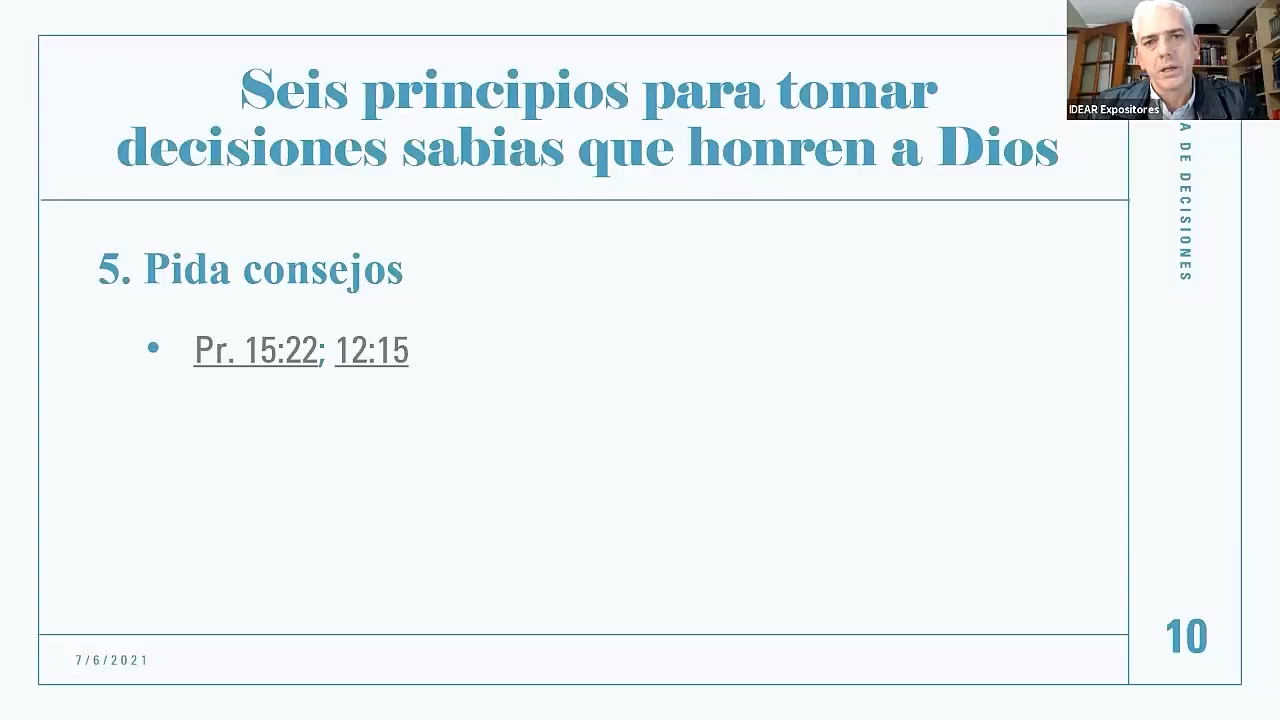 Seis principios para tomar
decisiones sabias que honren a Dios
IDEAR Expositores
A DE DECISIONES
5. Pida consejos
• Pr. 15:22; 12:15
7/6/2021
10